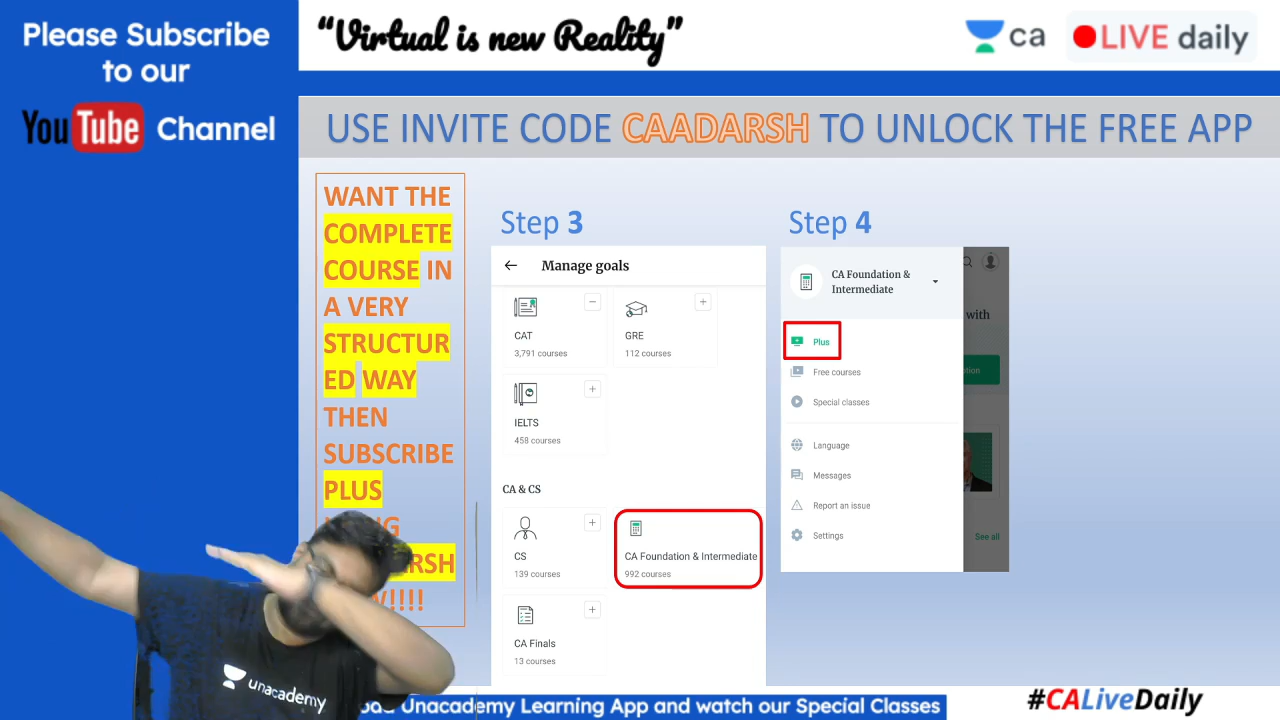 Please Subscribe
to our
YouTube Channel
“Virtual is new Reality”
ca
LIVE daily
USE INVITE CODE CAADARSH TO UNLOCK THE FREE APP
WANT THE
COMPLETE
COURSE IN
A VERY
STRUCTUR
ED WAY
THEN
SUBSCRIBE
PLUS
Step 3
Manage goals
CAT
3,791 courses
GRE
112 courses
IELTS
458 courses
CA & CS
CS
139 courses
CA Foundation & Intermediate
992 courses
CA Finals
13 courses
Step 4
CA Foundation &
Intermediate
with
Plus
Free courses
Special classes
Language
Messages
Report an issue
Settings
See all
unacademy
Unacademy Learning App and watch our Special Classes
#CALiveDaily